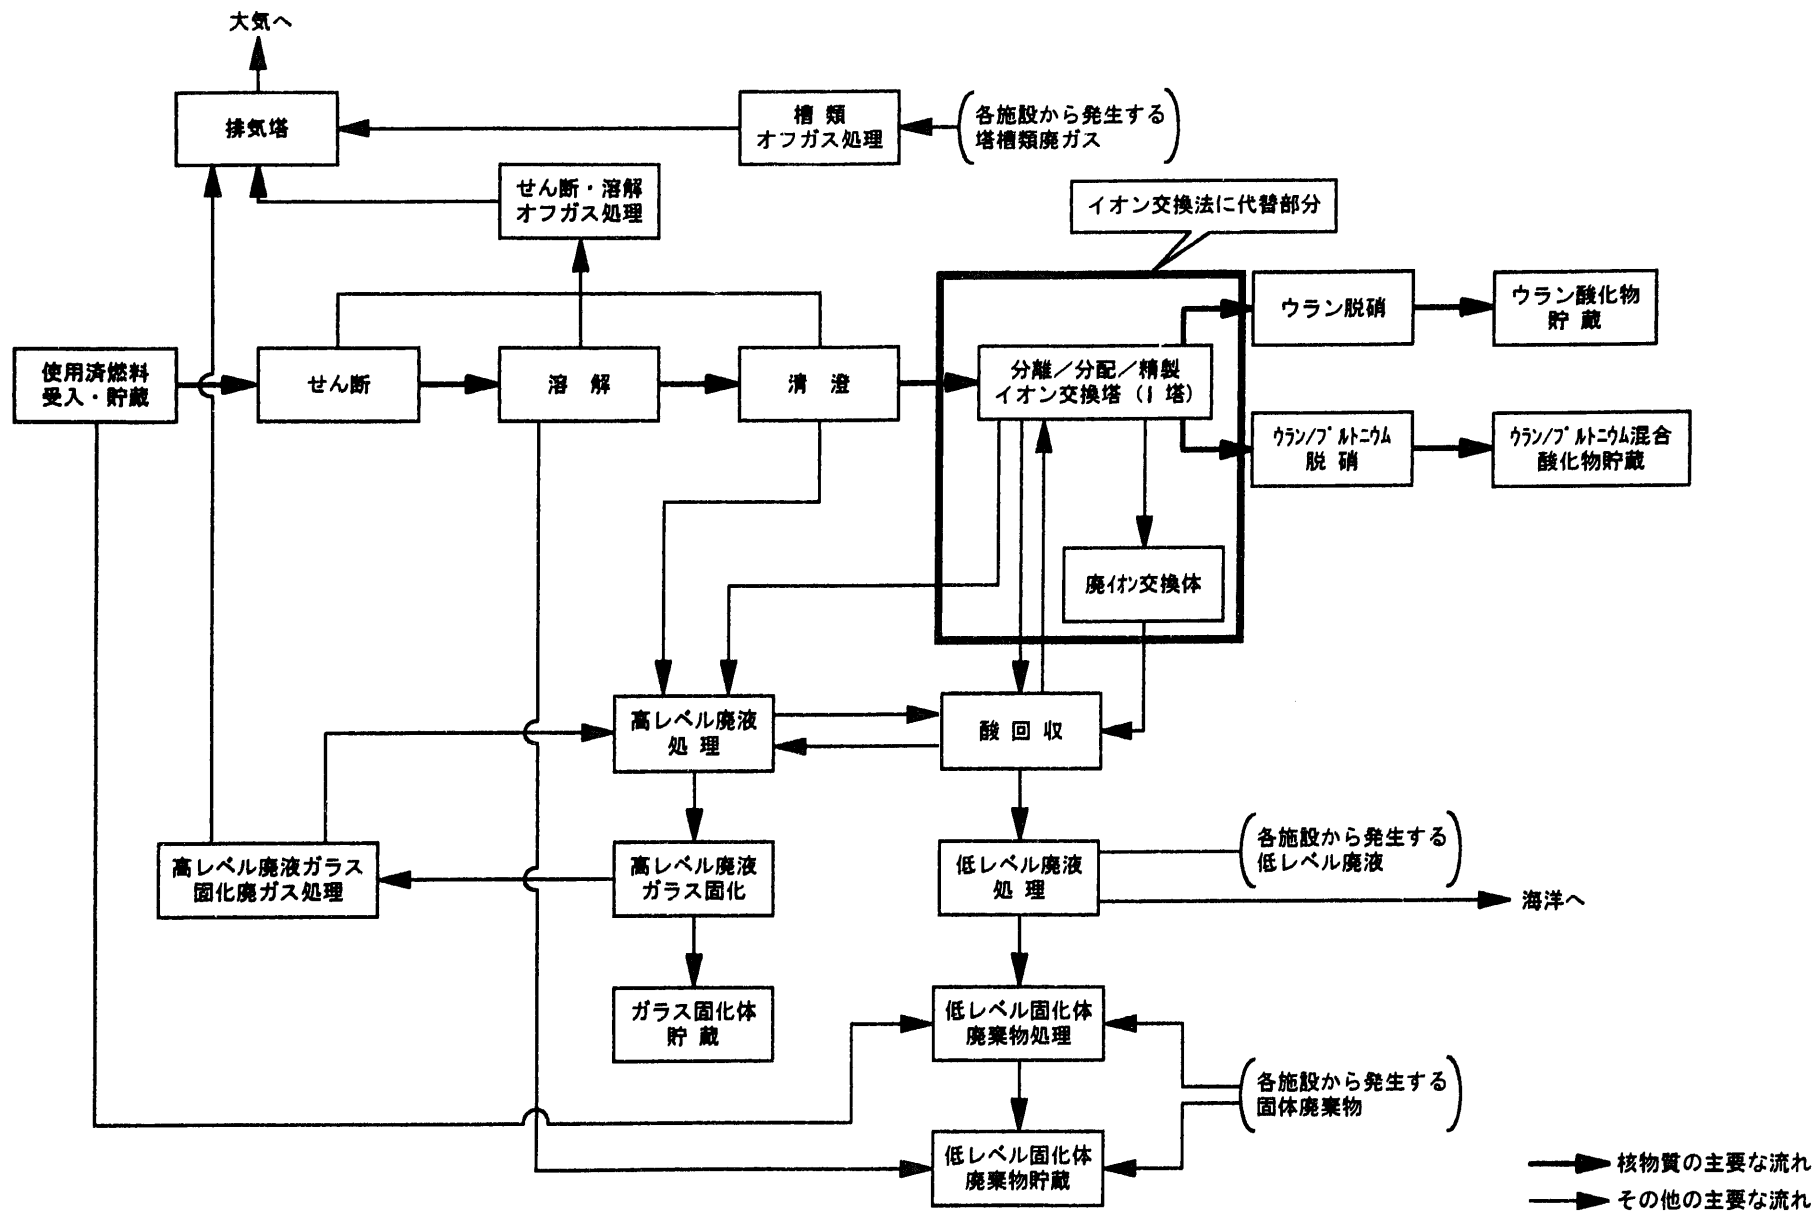 大気へ
排気塔
槽 類
オフガス処理
各施設から発生する
塔槽類廃ガス
せん断・溶解
オフガス処理
イオン交換法に代替部分
ウラン脱硝
ウラン酸化物
貯 蔵
使用済燃料
受入・貯蔵
せん断
溶 解
清 澄
分離／分配／精製
イオン交換塔（1 塔）
ウラン/プルトニウム
脱 硝
ウラン/プルトニウム混合
酸化物貯蔵
廃イオン交換体
高レベル廃液
処 理
酸 回 収
高レベル廃液ガラス
固化廃ガス処理
高レベル廃液
ガラス固化
低レベル廃液
処 理
各施設から発生する
低レベル廃液
海洋へ
ガラス固化体
貯 蔵
低レベル固化体
廃棄物処理
各施設から発生する
固体廃棄物
低レベル固化体
廃棄物貯蔵
核物質の主要な流れ
その他の主要な流れ